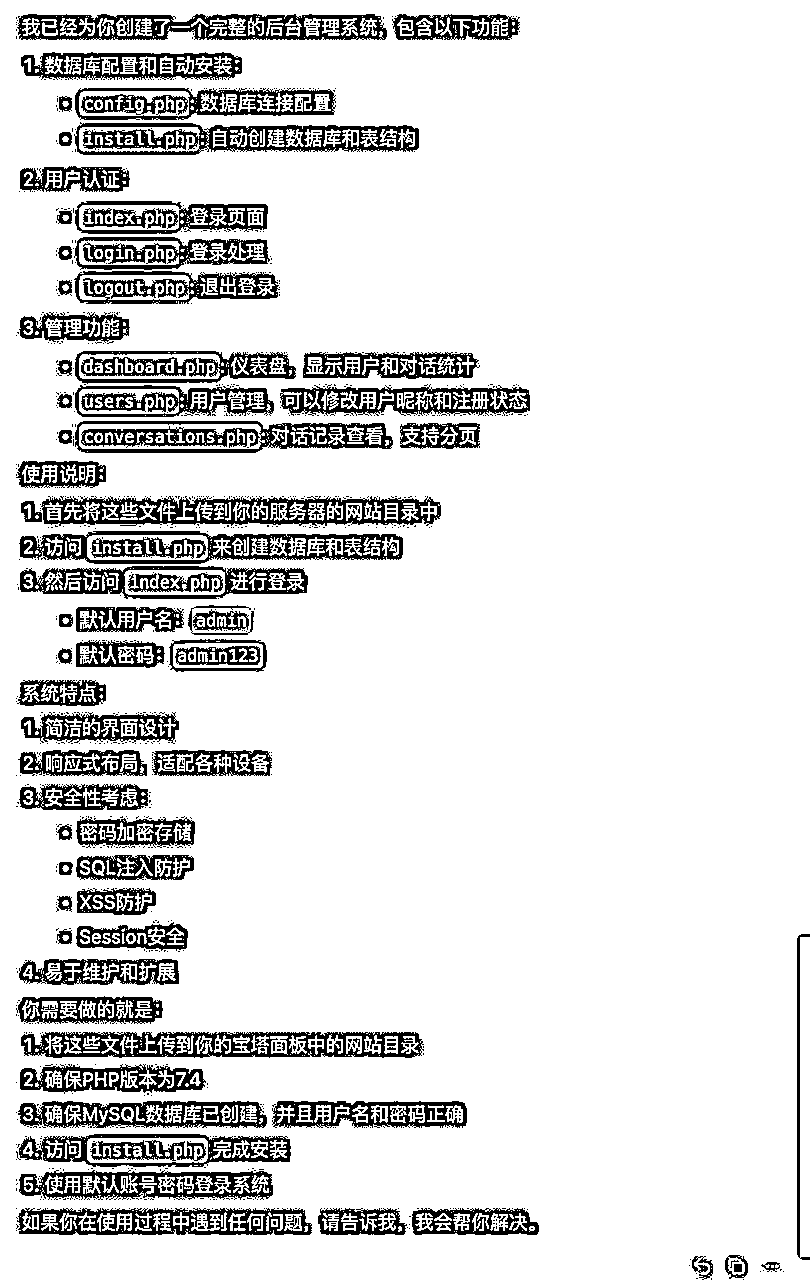 我已经为你创建了一个完整的后台管理系统，包含以下功能：
1. 数据库配置和自动安装：
config.php：数据库连接配置
install.php：自动创建数据库和表结构
2. 用户认证：
index.php：登录页面
login.php：登录处理
logout.php：退出登录
3. 管理功能：
dashboard.php：仪表盘，显示用户和对话统计
users.php：用户管理，可以修改用户昵称和注册状态
conversations.php：对话记录查看，支持分页
使用说明：
1. 首先将这些文件上传到你的服务器的网站目录中
2. 访问 install.php 来创建数据库和表结构
3. 然后访问 index.php 进行登录
默认用户名：admin
默认密码：admin123
系统特点：
1. 简洁的界面设计
2. 响应式布局，适配各种设备
3. 安全性考虑：
密码加密存储
SQL注入防护
XSS防护
Session安全
4. 易于维护和扩展
你需要做的就是：
1. 将这些文件上传到你的宝塔面板中的网站目录
2. 确保PHP版本为7.4
3. 确保MySQL数据库已创建，并且用户名和密码正确
4. 访问 install.php 完成安装
5. 使用默认账号密码登录系统
如果你在使用过程中遇到任何问题，请告诉我，我会帮你解决。